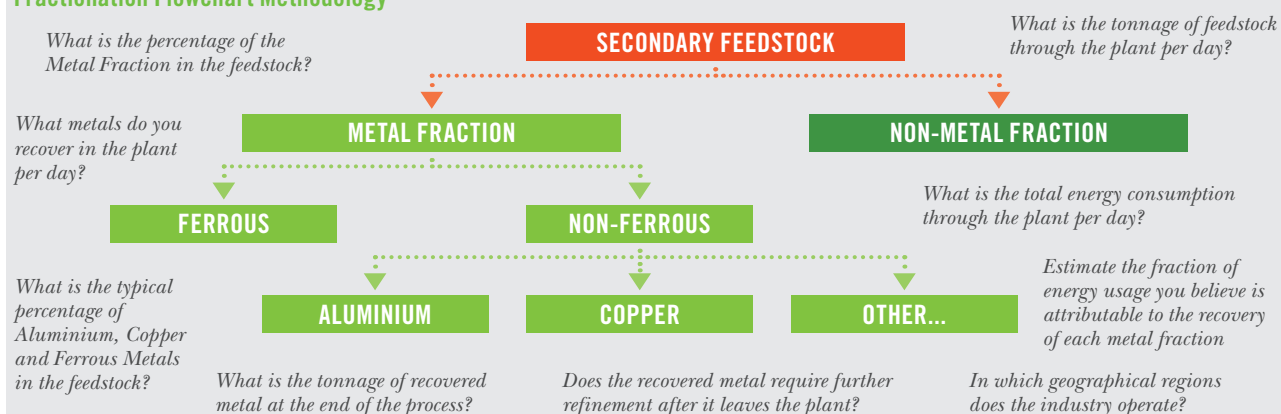 Fractionation Flowchart Methodology
What is the percentage of the
Metal Fraction in the feedstock?
SECONDARY FEEDSTOCK
What is the tonnage of feedstock
through the plant per day?
What metals do you
recover in the plant
per day?
METAL FRACTION
NON-METAL FRACTION
FERROUS
NON-FERROUS
What is the total energy consumption
through the plant per day?
What is the typical
percentage of
Aluminium, Copper
and Ferrous Metals
in the feedstock?
ALUMINIUM
COPPER
OTHER...
Estimate the fraction of
energy usage you believe is
attributable to the recovery
of each metal fraction
What is the tonnage of recovered
metal at the end of the process?
Does the recovered metal require further
refinement after it leaves the plant?
In which geographical regions
does the industry operate?